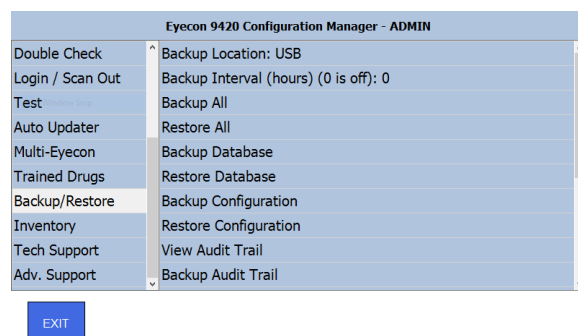 Eyecon 9420 Configuration Manager - ADMIN
Double Check
Login / Scan Out
Test
Auto Updater
Multi-Eyecon
Trained Drugs
Backup/Restore
Inventory
Tech Support
Adv. Support
Backup Location: USB
Backup Interval (hours) (0 is off): 0
Backup All
Restore All
Backup Database
Restore Database
Backup Configuration
Restore Configuration
View Audit Trail
Backup Audit Trail
EXIT